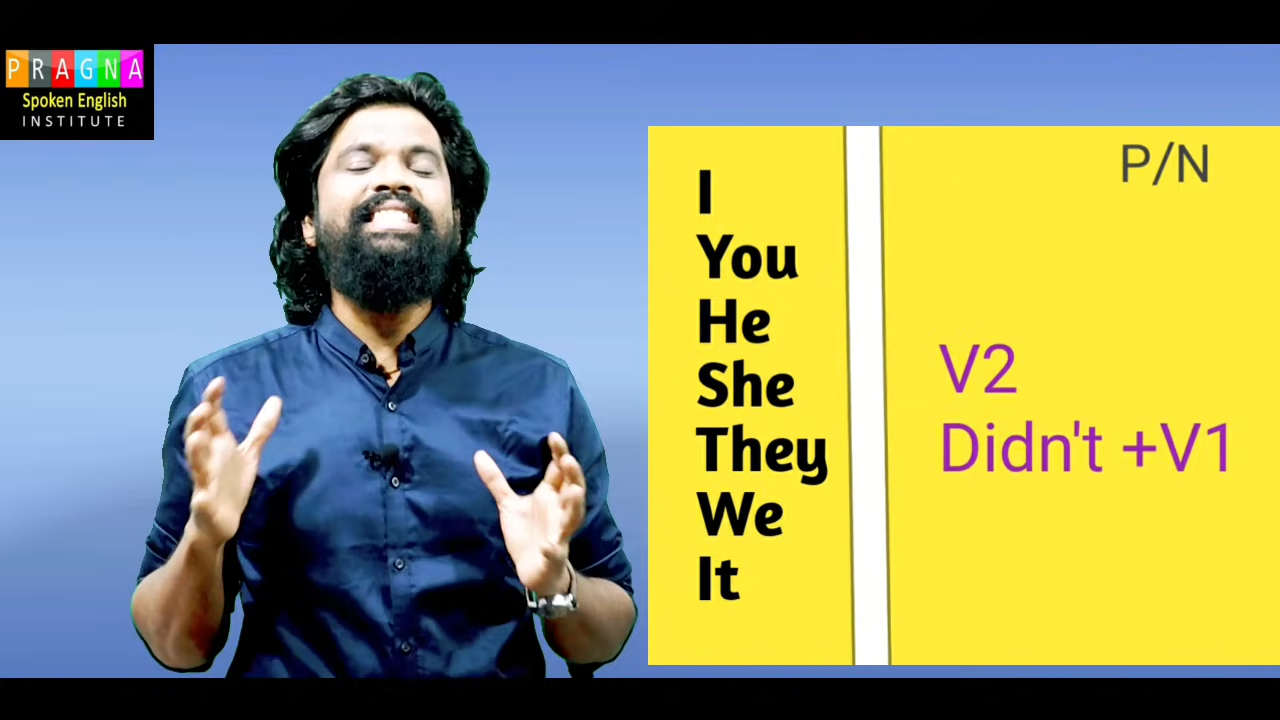 PRAGNA
Spoken English
INSTITUTE
P/N
I
You
He
She
They
We
It
V2
Didn't +V1